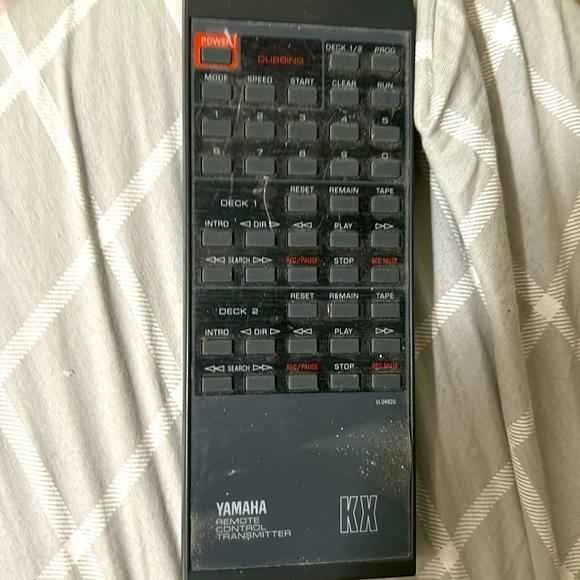 POWER
DUBBING
DECK 1/2 PROG
MODE SPEED START CLEAR RUN
1 2 3 4 5
6 7 8 9 0
RESET REMAIN TAPE
DECK 1
INTRO DIR PLAY
SEARCH REC/PAUSE STOP REC MUTE
RESET REMAIN TAPE
DECK 2
INTRO DIR PLAY
SEARCH REC/PAUSE STOP REC MUTE
VL04820
YAMAHA
REMOTE
CONTROL
TRANSMITTER
KX